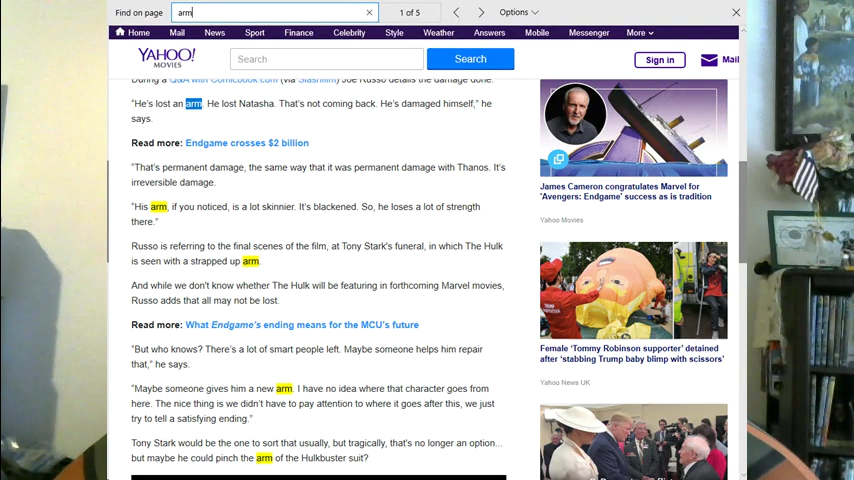 Find on page arm 1 of 5 Options
Home Mail News Sport Finance Celebrity Style Weather Answers Mobile Messenger More
YAHOO!
MOVIES
Search
Search
Sign in
Mail
During a Q&A with Comicbook.com (via Slashfilm) Joe Russo details the damage done.
“He’s lost an arm. He lost Natasha. That’s not coming back. He’s damaged himself,” he
says.
Read more: Endgame crosses $2 billion
“That’s permanent damage, the same way that it was permanent damage with Thanos. It’s
irreversible damage.
“His arm, if you noticed, is a lot skinnier. It’s blackened. So, he loses a lot of strength
there.”
Russo is referring to the final scenes of the film, at Tony Stark's funeral, in which The Hulk
is seen with a strapped up arm.
And while we don't know whether The Hulk will be featuring in forthcoming Marvel movies,
Russo adds that all may not be lost.
Read more: What Endgame’s ending means for the MCU’s future
“But who knows? There’s a lot of smart people left. Maybe someone helps him repair
that,” he says.
“Maybe someone gives him a new arm. I have no idea where that character goes from
here. The nice thing is we didn’t have to pay attention to where it goes after this, we just
try to tell a satisfying ending.”
Tony Stark would be the one to sort that usually, but tragically, that's no longer an option...
but maybe he could pinch the arm of the Hulkbuster suit?
James Cameron congratulates Marvel for
'Avengers: Endgame' success as is tradition
Yahoo Movies
Female ‘Tommy Robinson supporter’ detained
after ‘stabbing Trump baby blimp with scissors’
Yahoo News UK